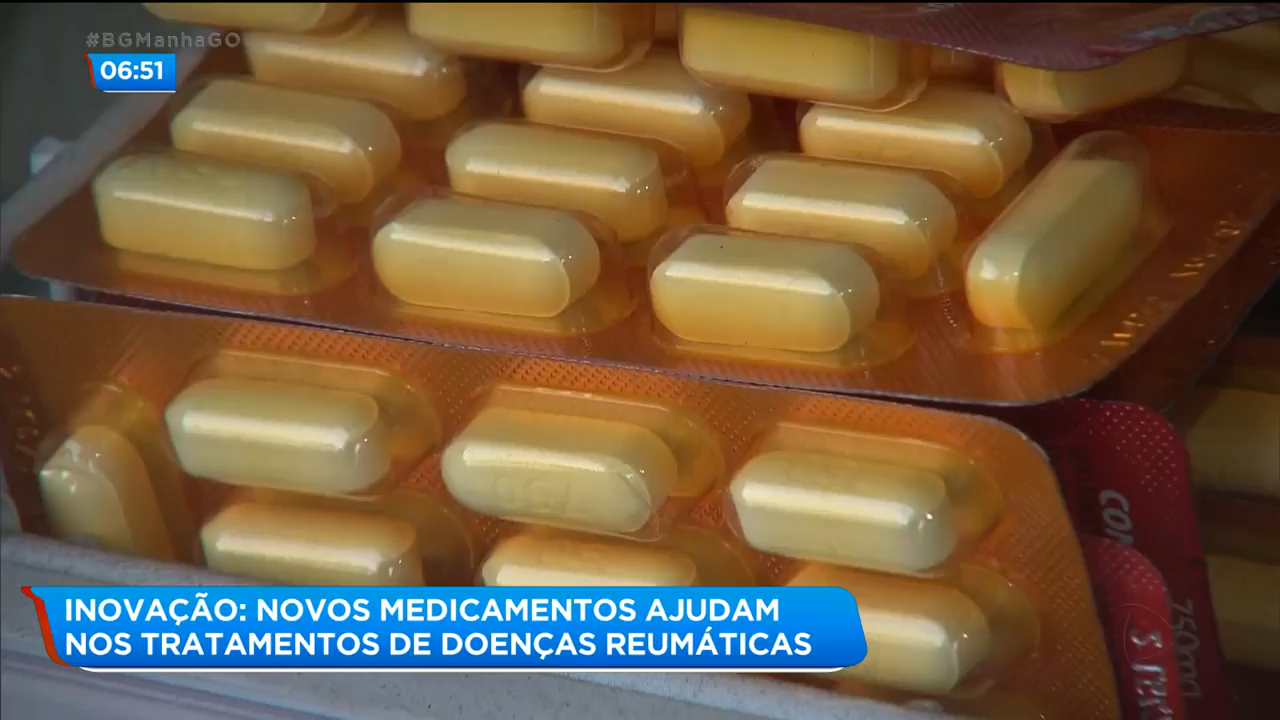 #BGManhaGO
06:51
750mg
INOVAÇÃO: NOVOS MEDICAMENTOS AJUDAM
NOS TRATAMENTOS DE DOENÇAS REUMÁTICAS